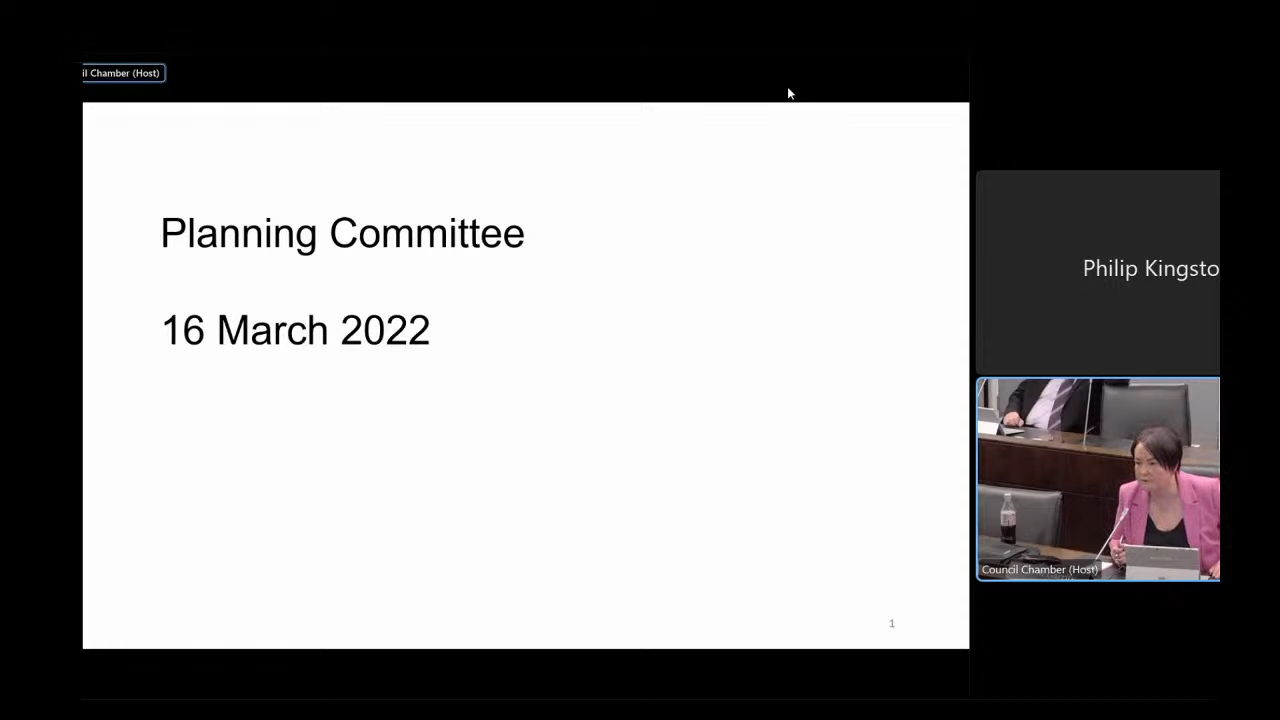 il Chamber (Host)
Planning Committee
16 March 2022
1
Philip Kingsto
Council Chamber (Host)